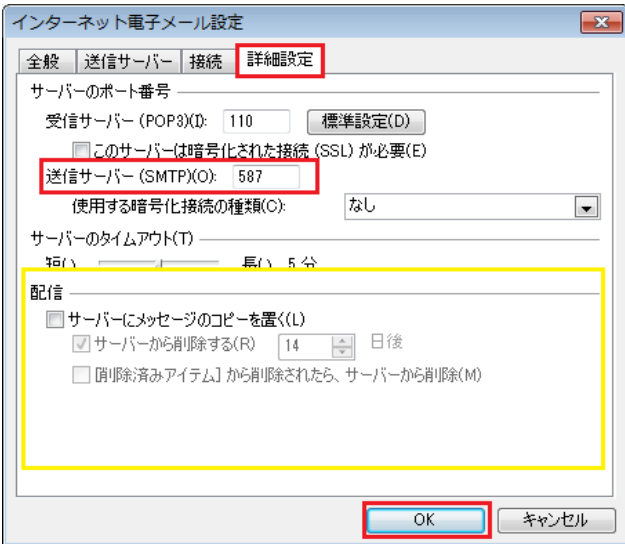 インターネット電子メール設定
全般 送信サーバー 接続 詳細設定
サーバーのポート番号
受信サーバー (POP3)(I): 110 標準設定(D)
このサーバーは暗号化された接続 (SSL) が必要(E)
送信サーバー (SMTP)(O): 587
使用する暗号化接続の種類(C): なし
サーバーのタイムアウト(T)
短い 長い 5 分
配信
サーバーにメッセージのコピーを置く(L)
サーバーから削除する(R) 14 日後
[削除済みアイテム] から削除されたら、サーバーから削除(M)
OK キャンセル